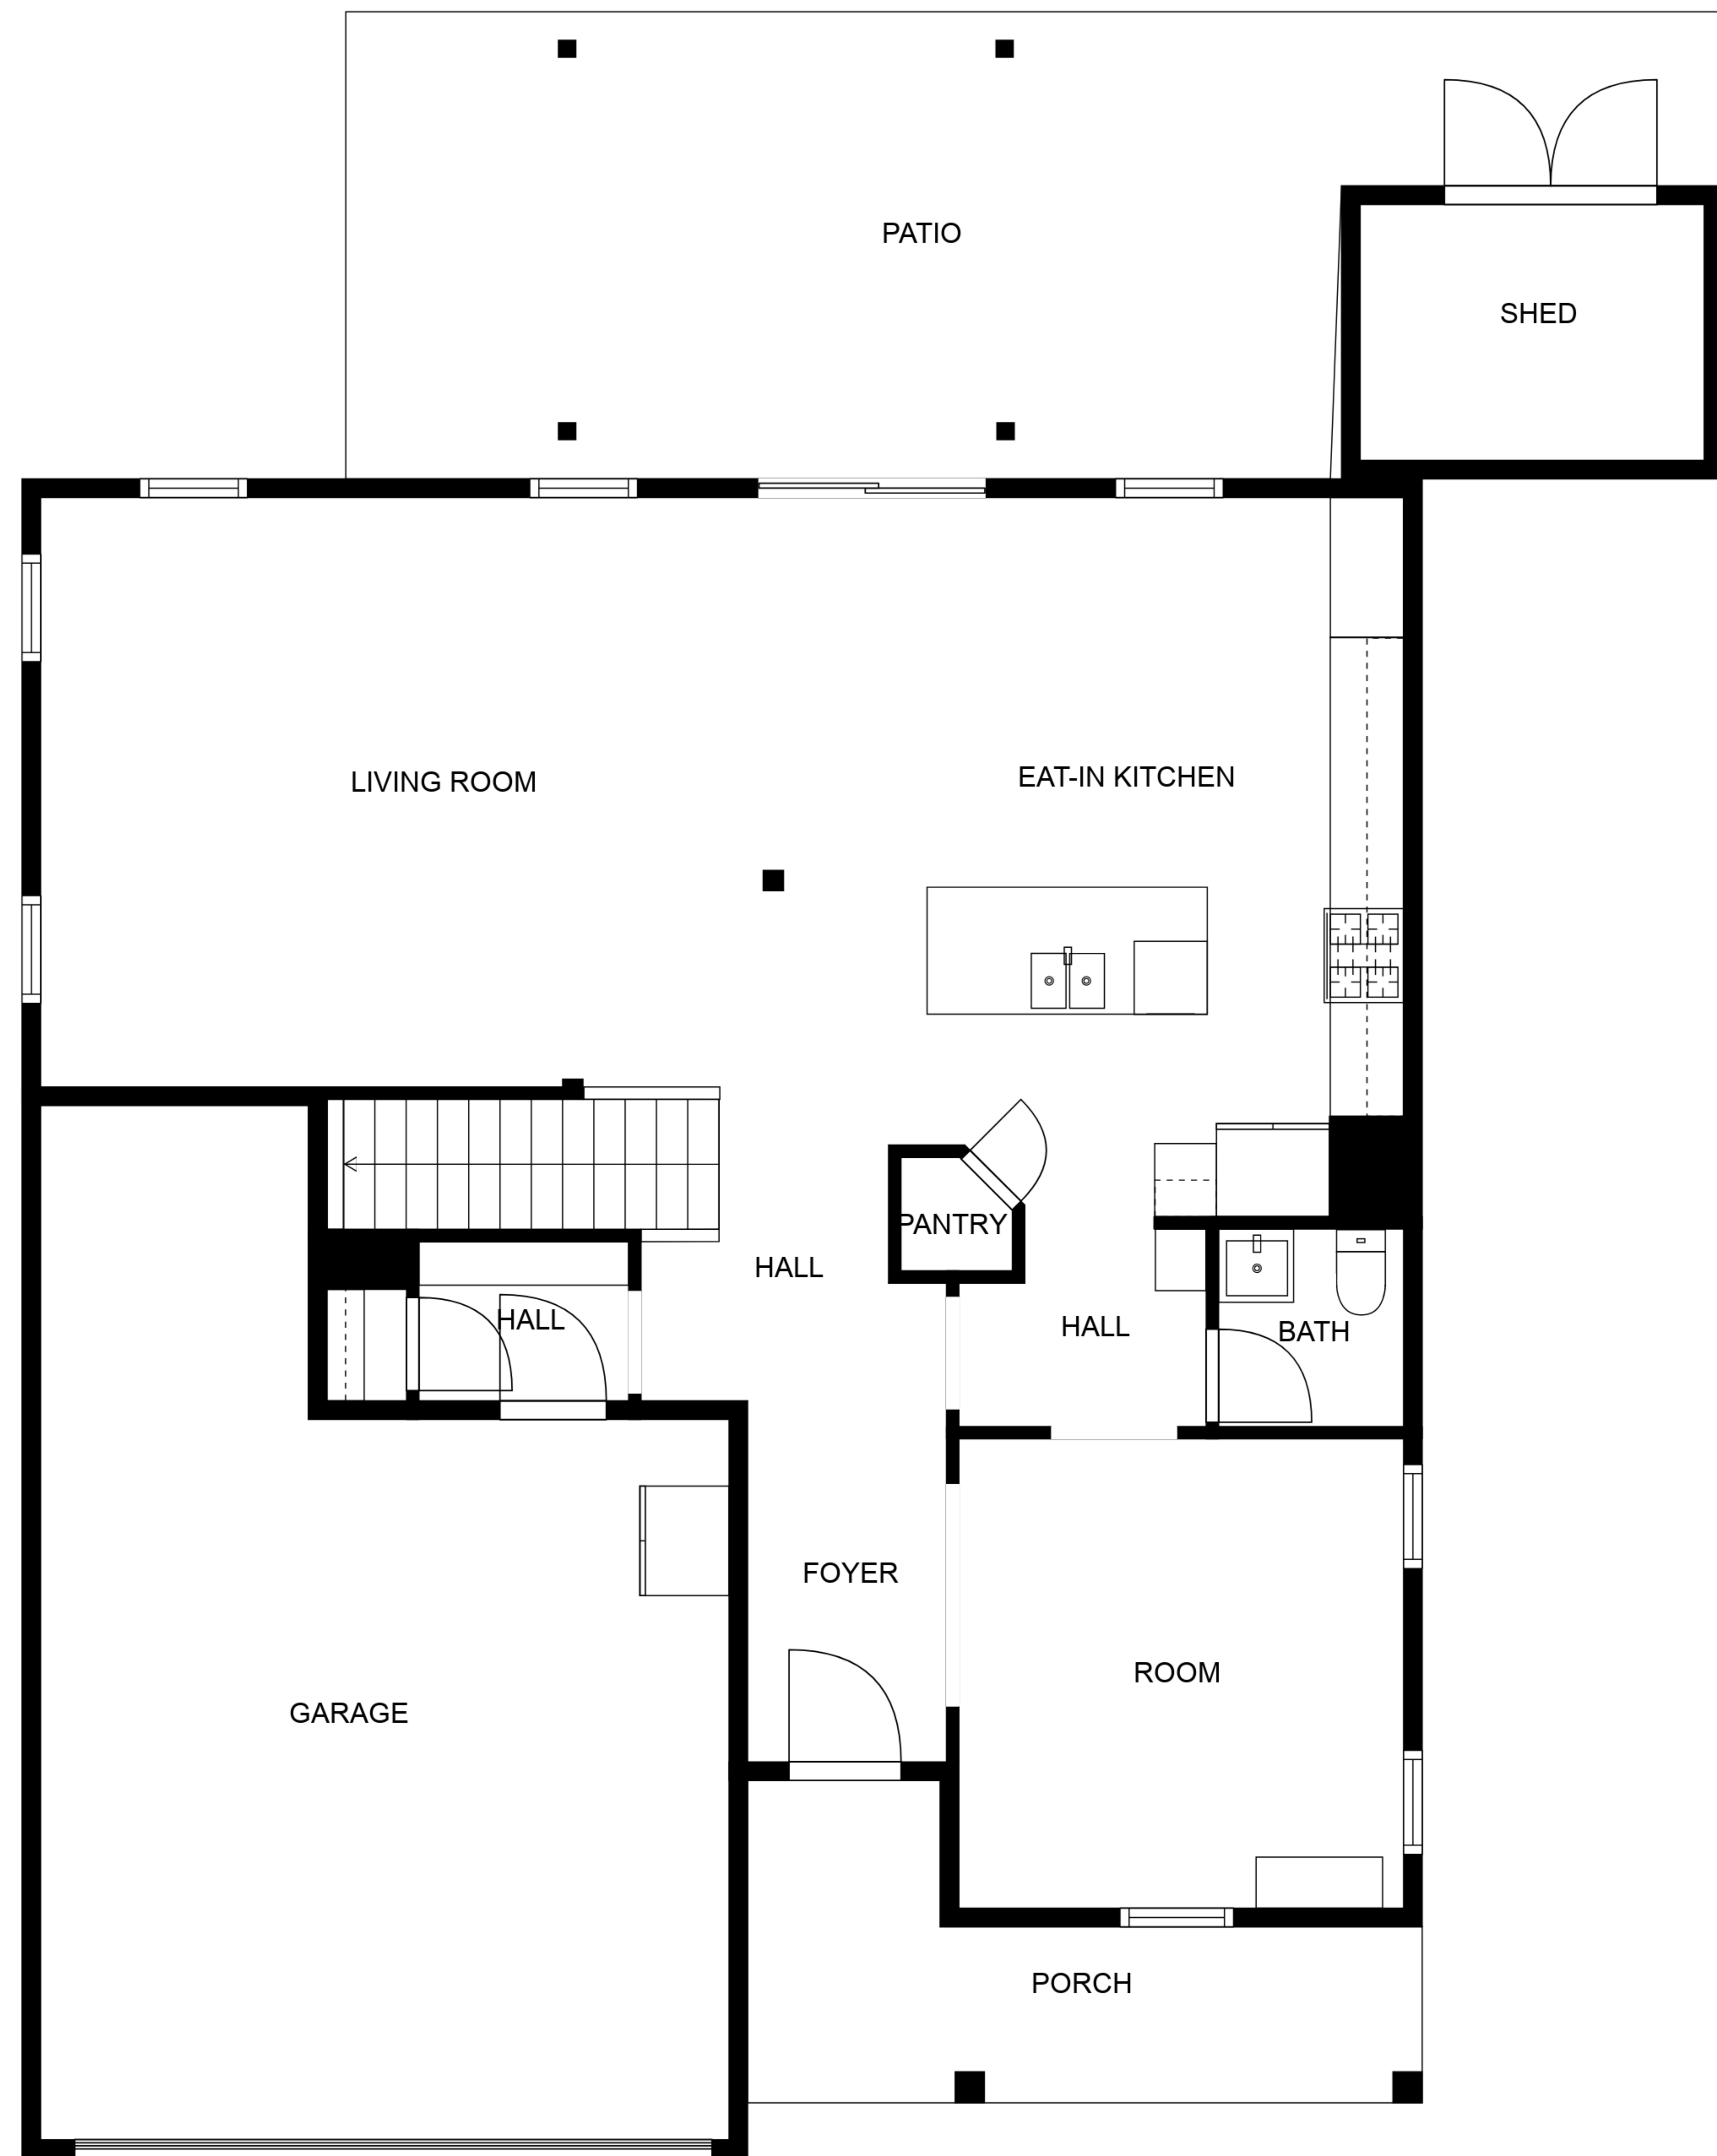 PATIO
SHED
LIVING ROOM
EAT-IN KITCHEN
PANTRY
HALL
HALL
HALL
BATH
FOYER
ROOM
GARAGE
PORCH